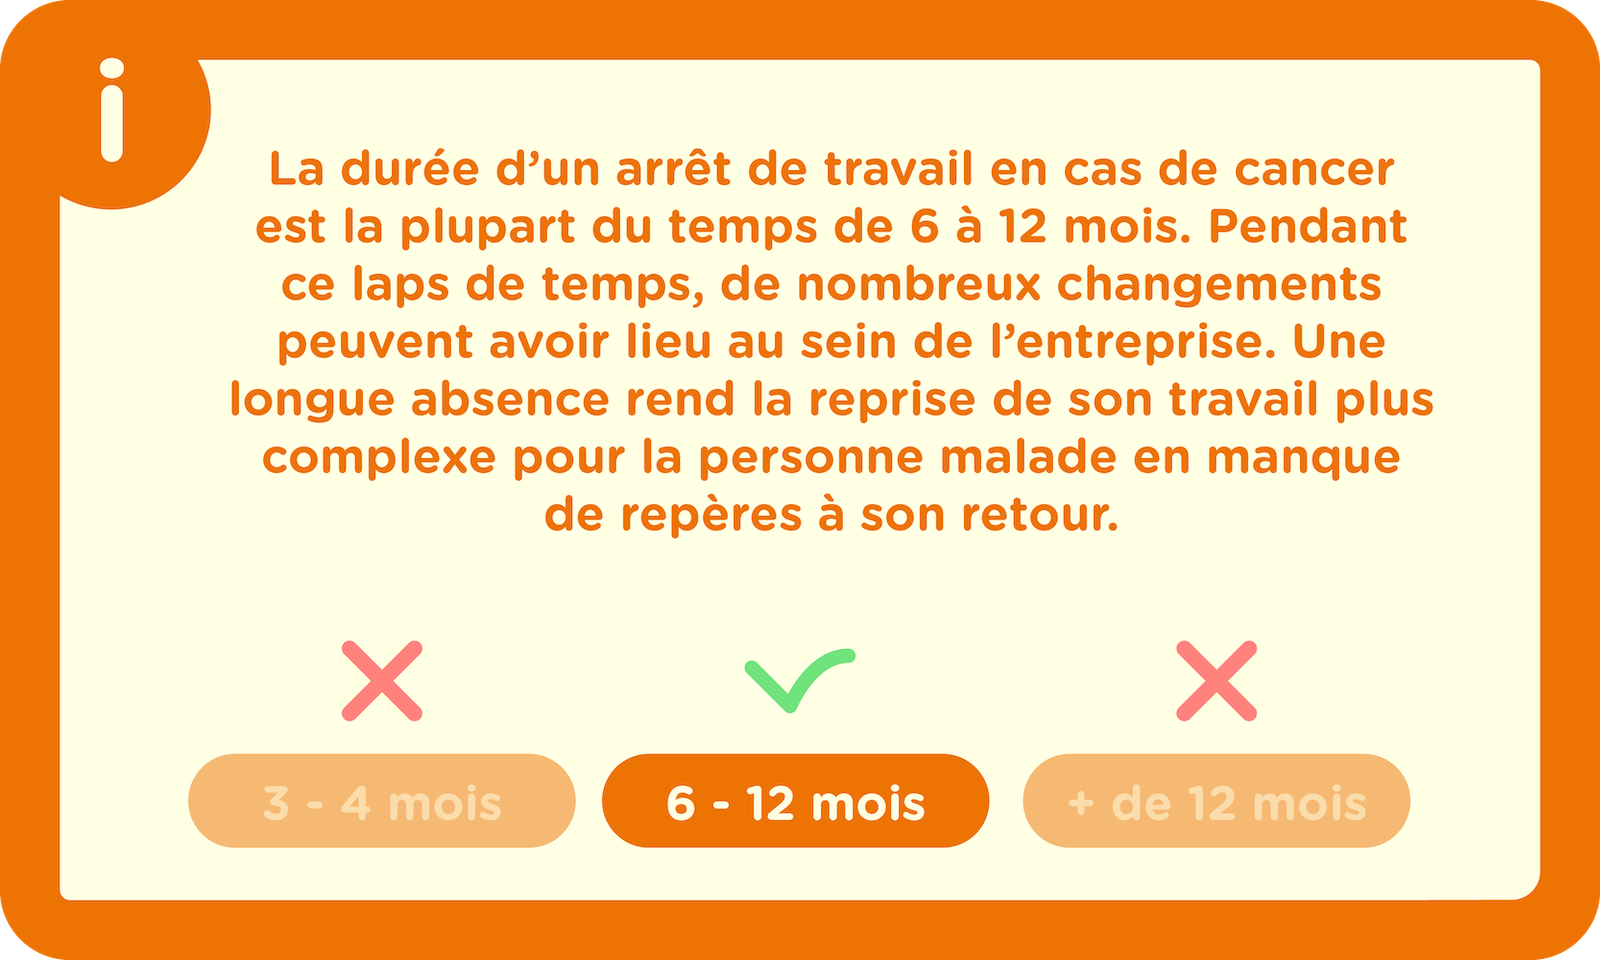 i
La durée d’un arrêt de travail en cas de cancer
est la plupart du temps de 6 à 12 mois. Pendant
ce laps de temps, de nombreux changements
peuvent avoir lieu au sein de l’entreprise. Une
longue absence rend la reprise de son travail plus
complexe pour la personne malade en manque
de repères à son retour.
3 - 4 mois
6 - 12 mois
+ de 12 mois